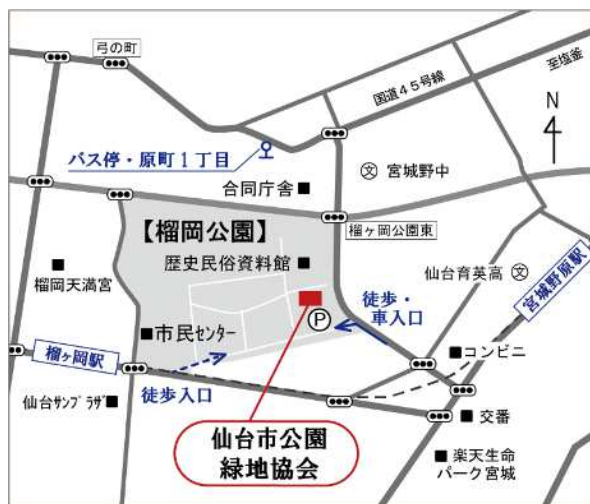 弓の町
至塩釜
国道45号線
N
バス停・原町1丁目
文 宮城野中
合同庁舎
【榴岡公園】
榴ヶ岡公園東
歴史民俗資料館
仙台育英高 文
宮城野原駅
榴岡天満宮
徒歩・
車入口
P
市民センター
榴ヶ岡駅
コンビニ
徒歩入口
仙台サンプラザ
交番
仙台市公園
緑地協会
楽天生命
パーク宮城